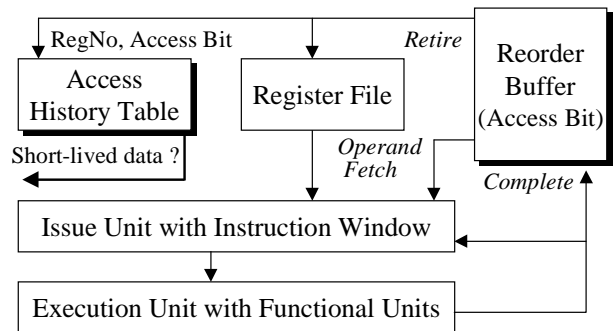 RegNo, Access Bit
Retire
Reorder
Buffer
(Access Bit)
Access
History Table
Register File
Short-lived data ?
Operand
Fetch
Complete
Issue Unit with Instruction Window
Execution Unit with Functional Units